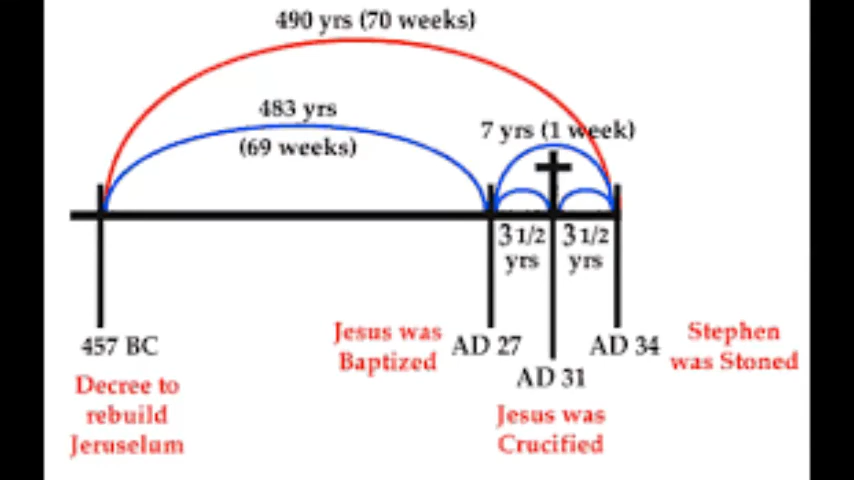 490 yrs (70 weeks)
483 yrs
(69 weeks)
7 yrs (1 week)
3 1/2
yrs
3 1/2
yrs
457 BC
Decree to
rebuild
Jeruselum
Jesus was
Baptized
AD 27
AD 31
Jesus was
Crucified
AD 34
Stephen
was Stoned